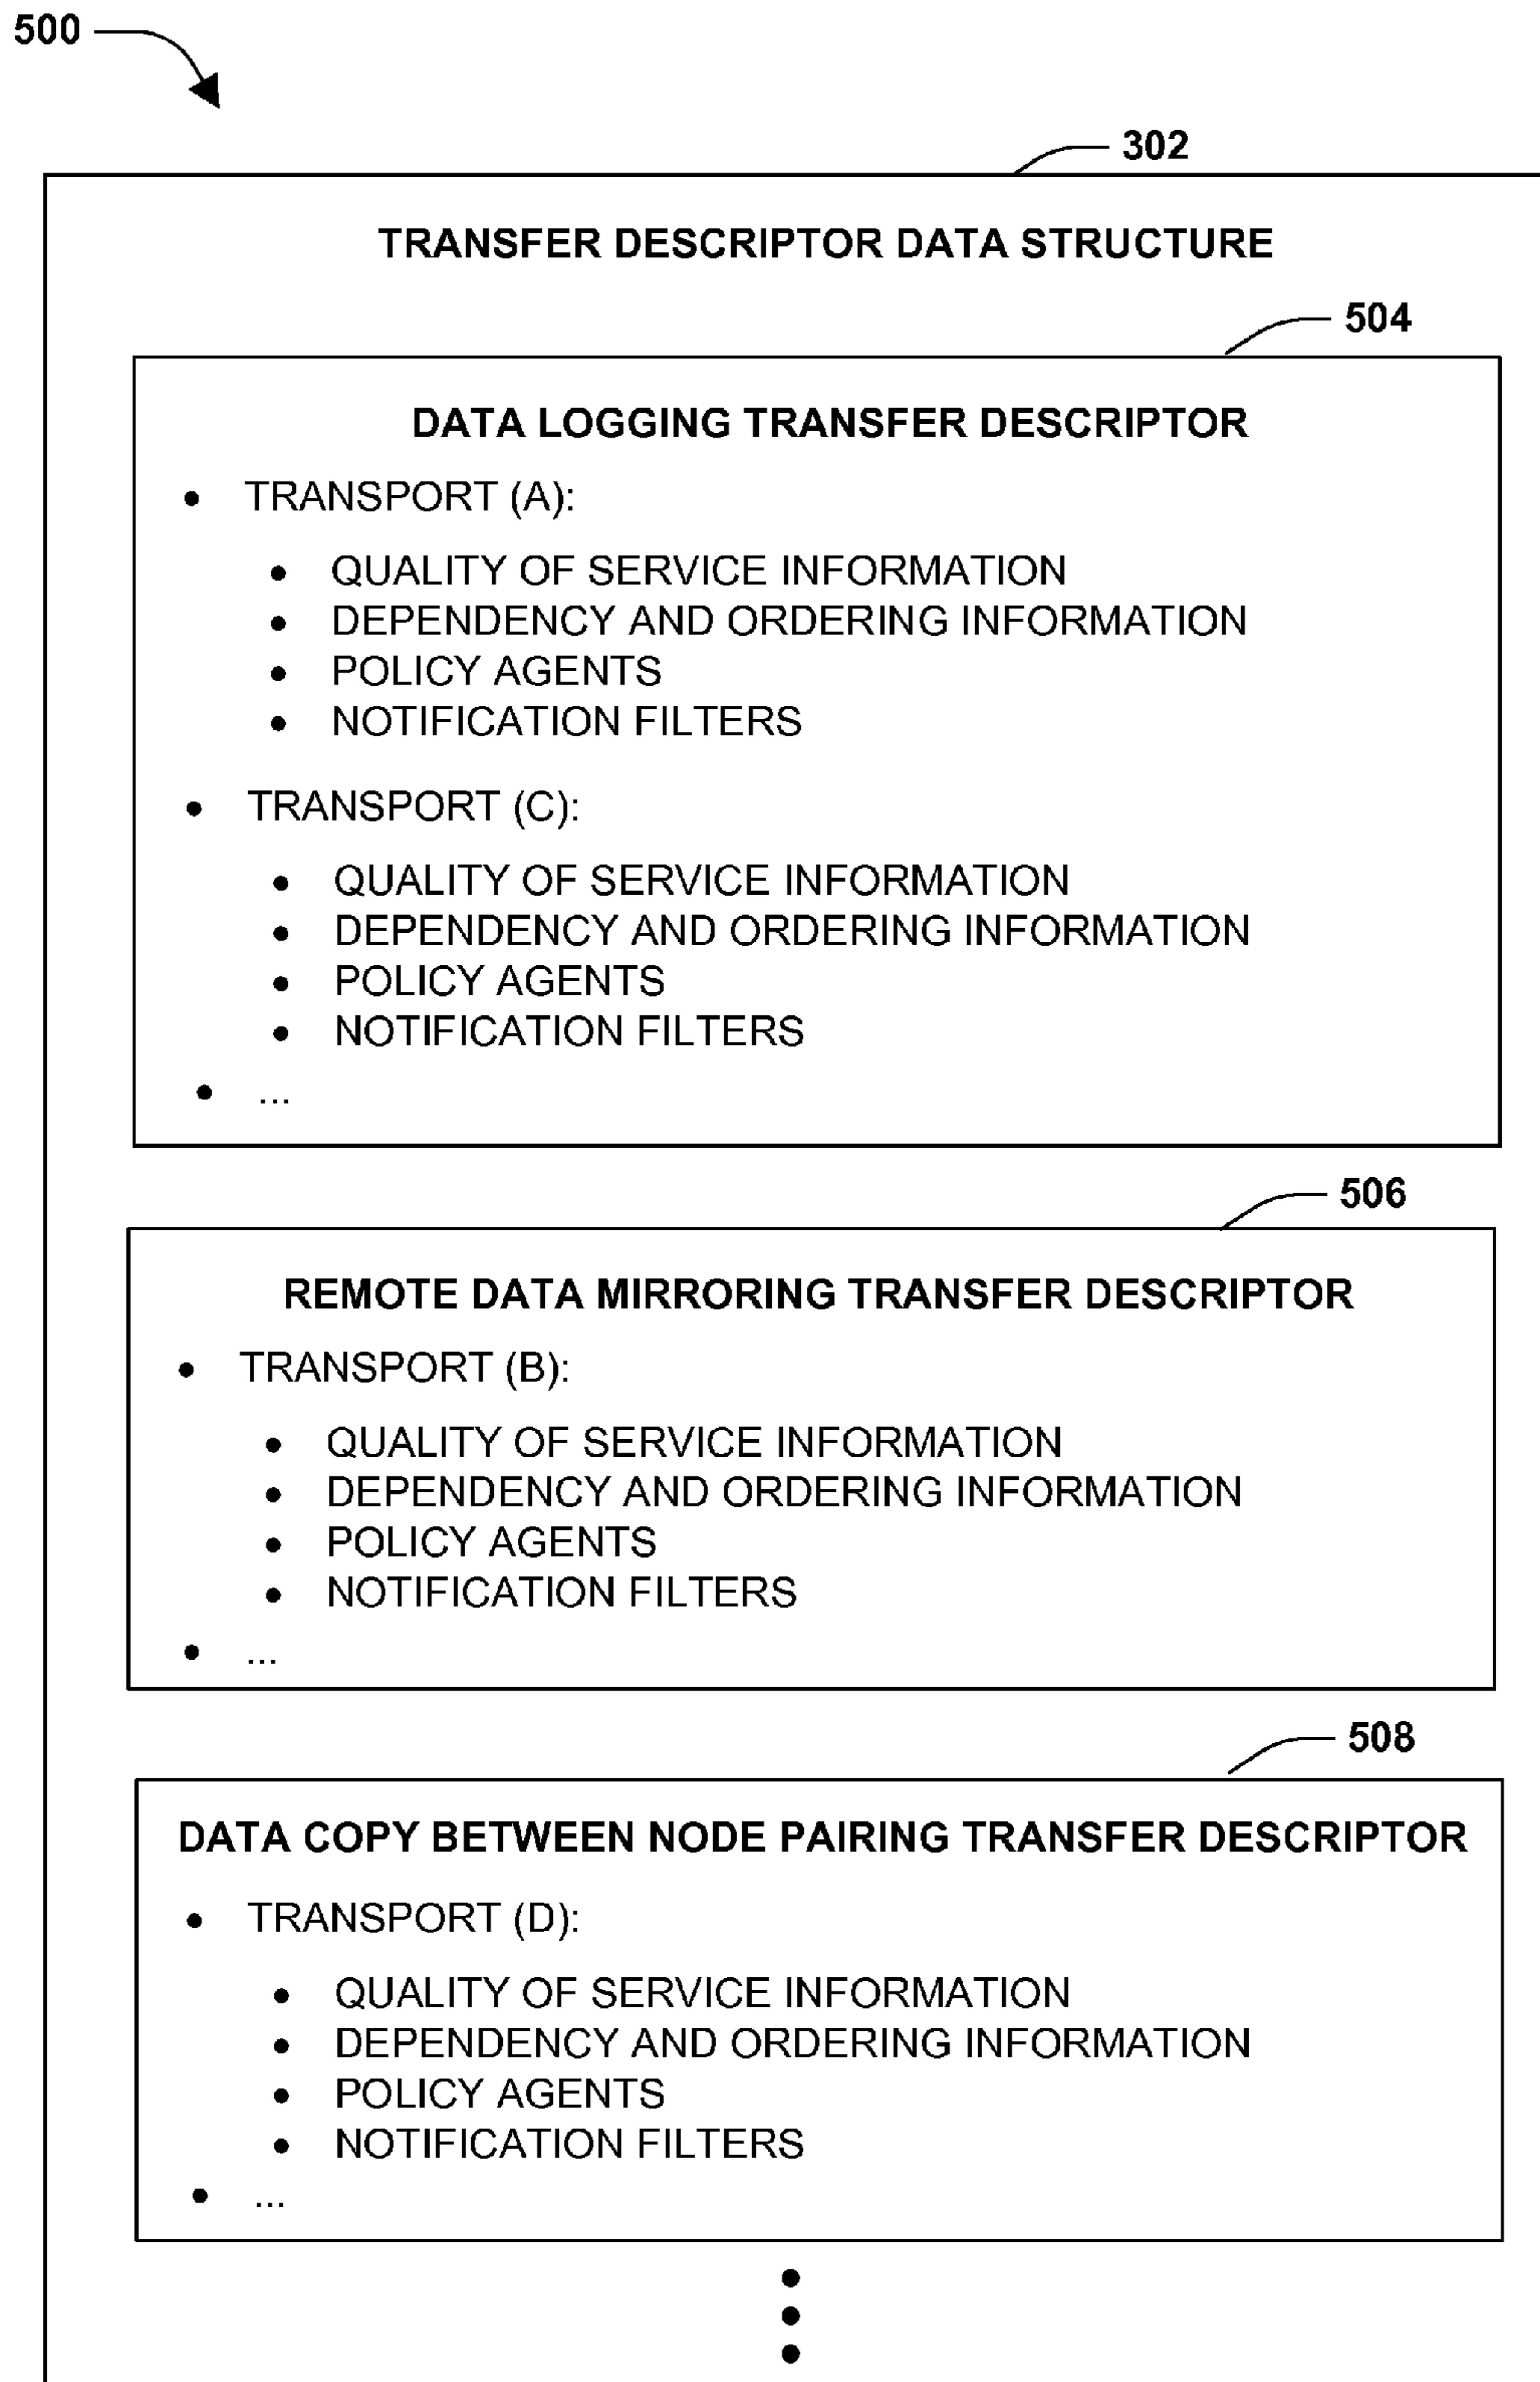 500
302
TRANSFER DESCRIPTOR DATA STRUCTURE
504
DATA LOGGING TRANSFER DESCRIPTOR
• TRANSPORT (A):
• QUALITY OF SERVICE INFORMATION
• DEPENDENCY AND ORDERING INFORMATION
• POLICY AGENTS
• NOTIFICATION FILTERS
• TRANSPORT (C):
• QUALITY OF SERVICE INFORMATION
• DEPENDENCY AND ORDERING INFORMATION
• POLICY AGENTS
• NOTIFICATION FILTERS
• ...
506
REMOTE DATA MIRRORING TRANSFER DESCRIPTOR
• TRANSPORT (B):
• QUALITY OF SERVICE INFORMATION
• DEPENDENCY AND ORDERING INFORMATION
• POLICY AGENTS
• NOTIFICATION FILTERS
• ...
508
DATA COPY BETWEEN NODE PAIRING TRANSFER DESCRIPTOR
• TRANSPORT (D):
• QUALITY OF SERVICE INFORMATION
• DEPENDENCY AND ORDERING INFORMATION
• POLICY AGENTS
• NOTIFICATION FILTERS
• ...